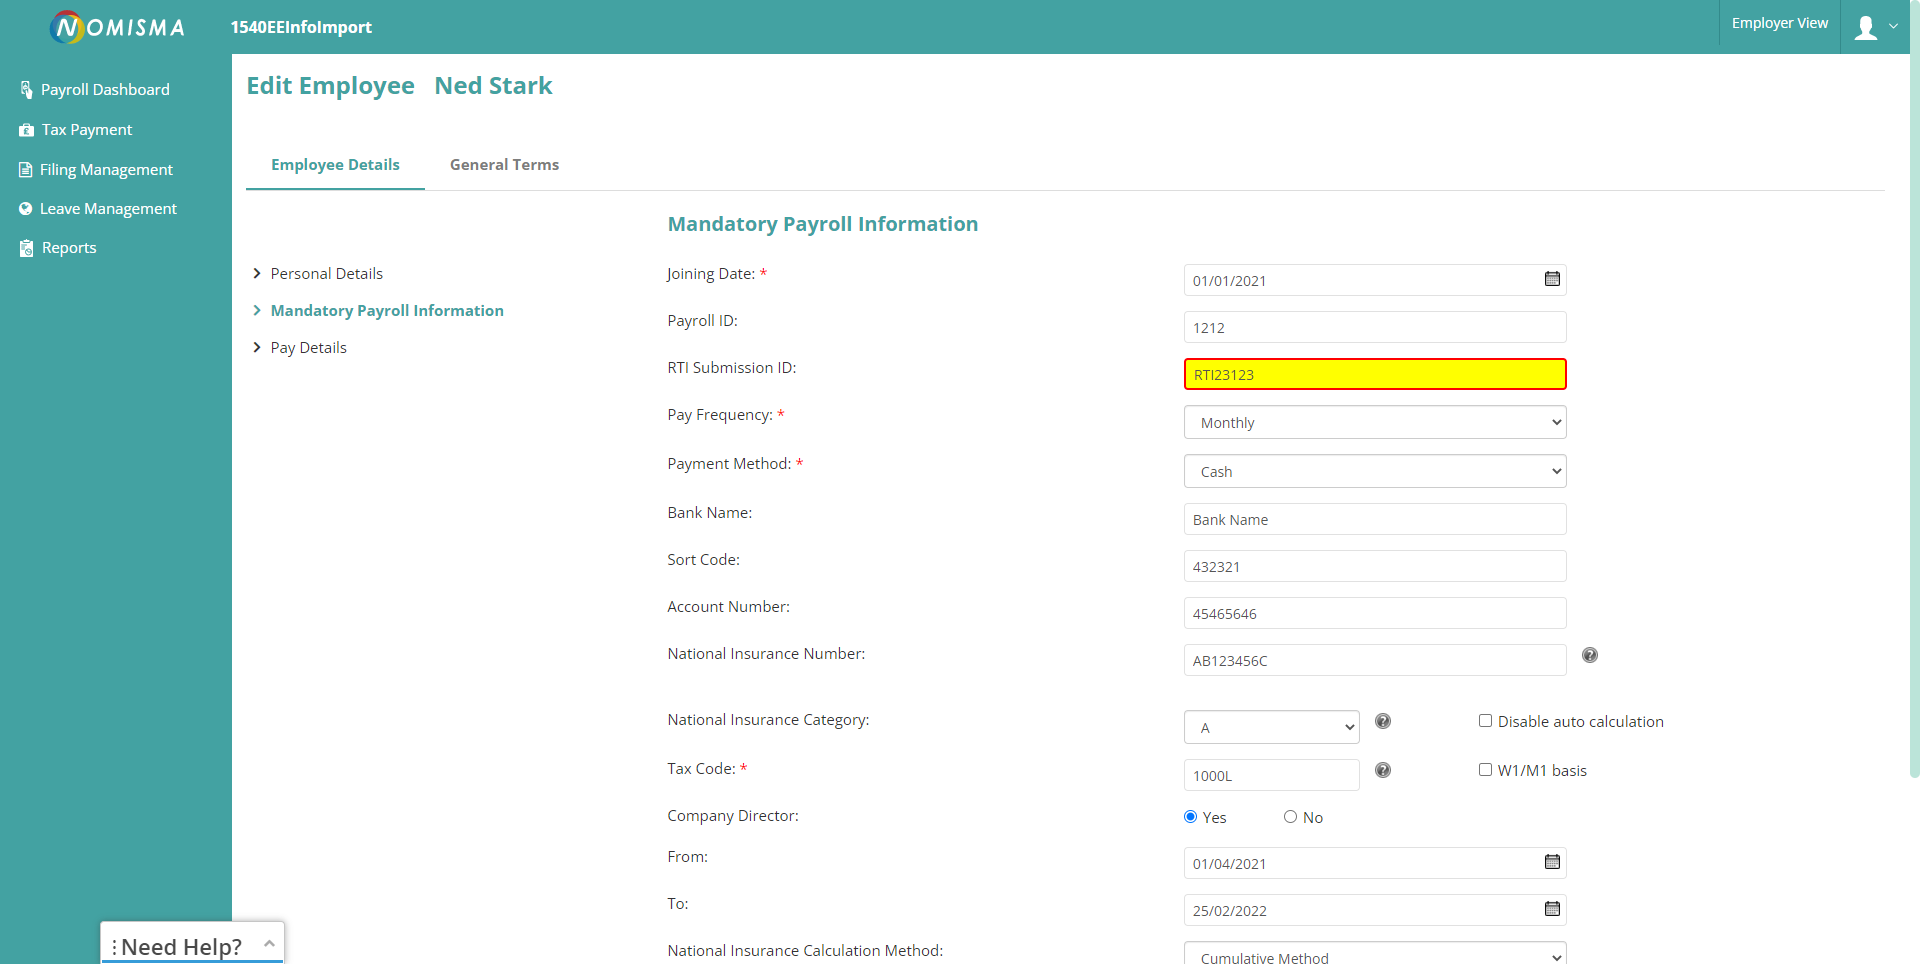 NOMISMA
1540EEInfoImport
Employer View
Payroll Dashboard
Tax Payment
Filing Management
Leave Management
Reports
Edit Employee Ned Stark
Employee Details
General Terms
Personal Details
Mandatory Payroll Information
Pay Details
Mandatory Payroll Information
Joining Date: * 01/01/2021
Payroll ID: 1212
RTI Submission ID: RTI23123
Pay Frequency: * Monthly
Payment Method: * Cash
Bank Name: Bank Name
Sort Code: 432321
Account Number: 45465646
National Insurance Number: AB123456C ?
National Insurance Category: A ? Disable auto calculation
Tax Code: * 1000L ? W1/M1 basis
Company Director: Yes No
From: 01/04/2021
To: 25/02/2022
National Insurance Calculation Method: Cumulative Method
Need Help?